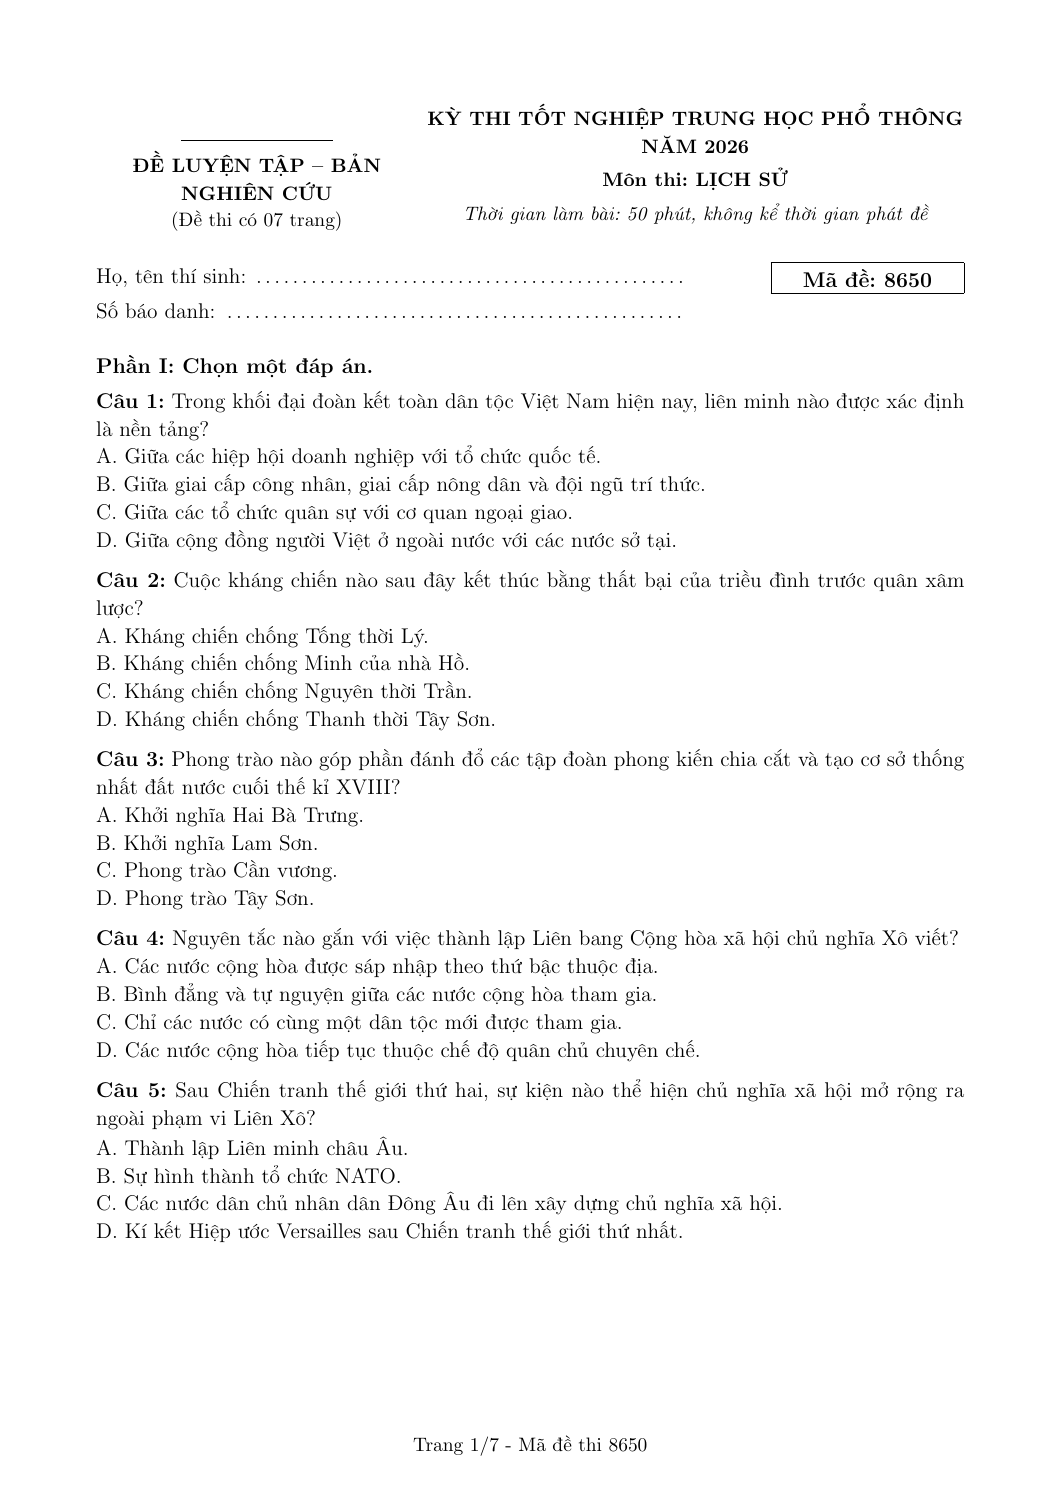 KỲ THI TỐT NGHIỆP TRUNG HỌC PHỔ THÔNG
NĂM 2026
Môn thi: LỊCH SỬ
Thời gian làm bài: 50 phút, không kể thời gian phát đề
ĐỀ LUYỆN TẬP – BẢN
NGHIÊN CỨU
(Đề thi có 07 trang)
Họ, tên thí sinh: ...............................................
Mã đề: 8650
Số báo danh: ..................................................
Phần I: Chọn một đáp án.
Câu 1: Trong khối đại đoàn kết toàn dân tộc Việt Nam hiện nay, liên minh nào được xác định
là nền tảng?
A. Giữa các hiệp hội doanh nghiệp với tổ chức quốc tế.
B. Giữa giai cấp công nhân, giai cấp nông dân và đội ngũ trí thức.
C. Giữa các tổ chức quân sự với cơ quan ngoại giao.
D. Giữa cộng đồng người Việt ở ngoài nước với các nước sở tại.
Câu 2: Cuộc kháng chiến nào sau đây kết thúc bằng thất bại của triều đình trước quân xâm
lược?
A. Kháng chiến chống Tống thời Lý.
B. Kháng chiến chống Minh của nhà Hồ.
C. Kháng chiến chống Nguyên thời Trần.
D. Kháng chiến chống Thanh thời Tây Sơn.
Câu 3: Phong trào nào góp phần đánh đổ các tập đoàn phong kiến chia cắt và tạo cơ sở thống
nhất đất nước cuối thế kỉ XVIII?
A. Khởi nghĩa Hai Bà Trưng.
B. Khởi nghĩa Lam Sơn.
C. Phong trào Cần vương.
D. Phong trào Tây Sơn.
Câu 4: Nguyên tắc nào gắn với việc thành lập Liên bang Cộng hòa xã hội chủ nghĩa Xô viết?
A. Các nước cộng hòa được sáp nhập theo thứ bậc thuộc địa.
B. Bình đẳng và tự nguyện giữa các nước cộng hòa tham gia.
C. Chỉ các nước có cùng một dân tộc mới được tham gia.
D. Các nước cộng hòa tiếp tục thuộc chế độ quân chủ chuyên chế.
Câu 5: Sau Chiến tranh thế giới thứ hai, sự kiện nào thể hiện chủ nghĩa xã hội mở rộng ra
ngoài phạm vi Liên Xô?
A. Thành lập Liên minh châu Âu.
B. Sự hình thành tổ chức NATO.
C. Các nước dân chủ nhân dân Đông Âu đi lên xây dựng chủ nghĩa xã hội.
D. Kí kết Hiệp ước Versailles sau Chiến tranh thế giới thứ nhất.
Trang 1/7 - Mã đề thi 8650